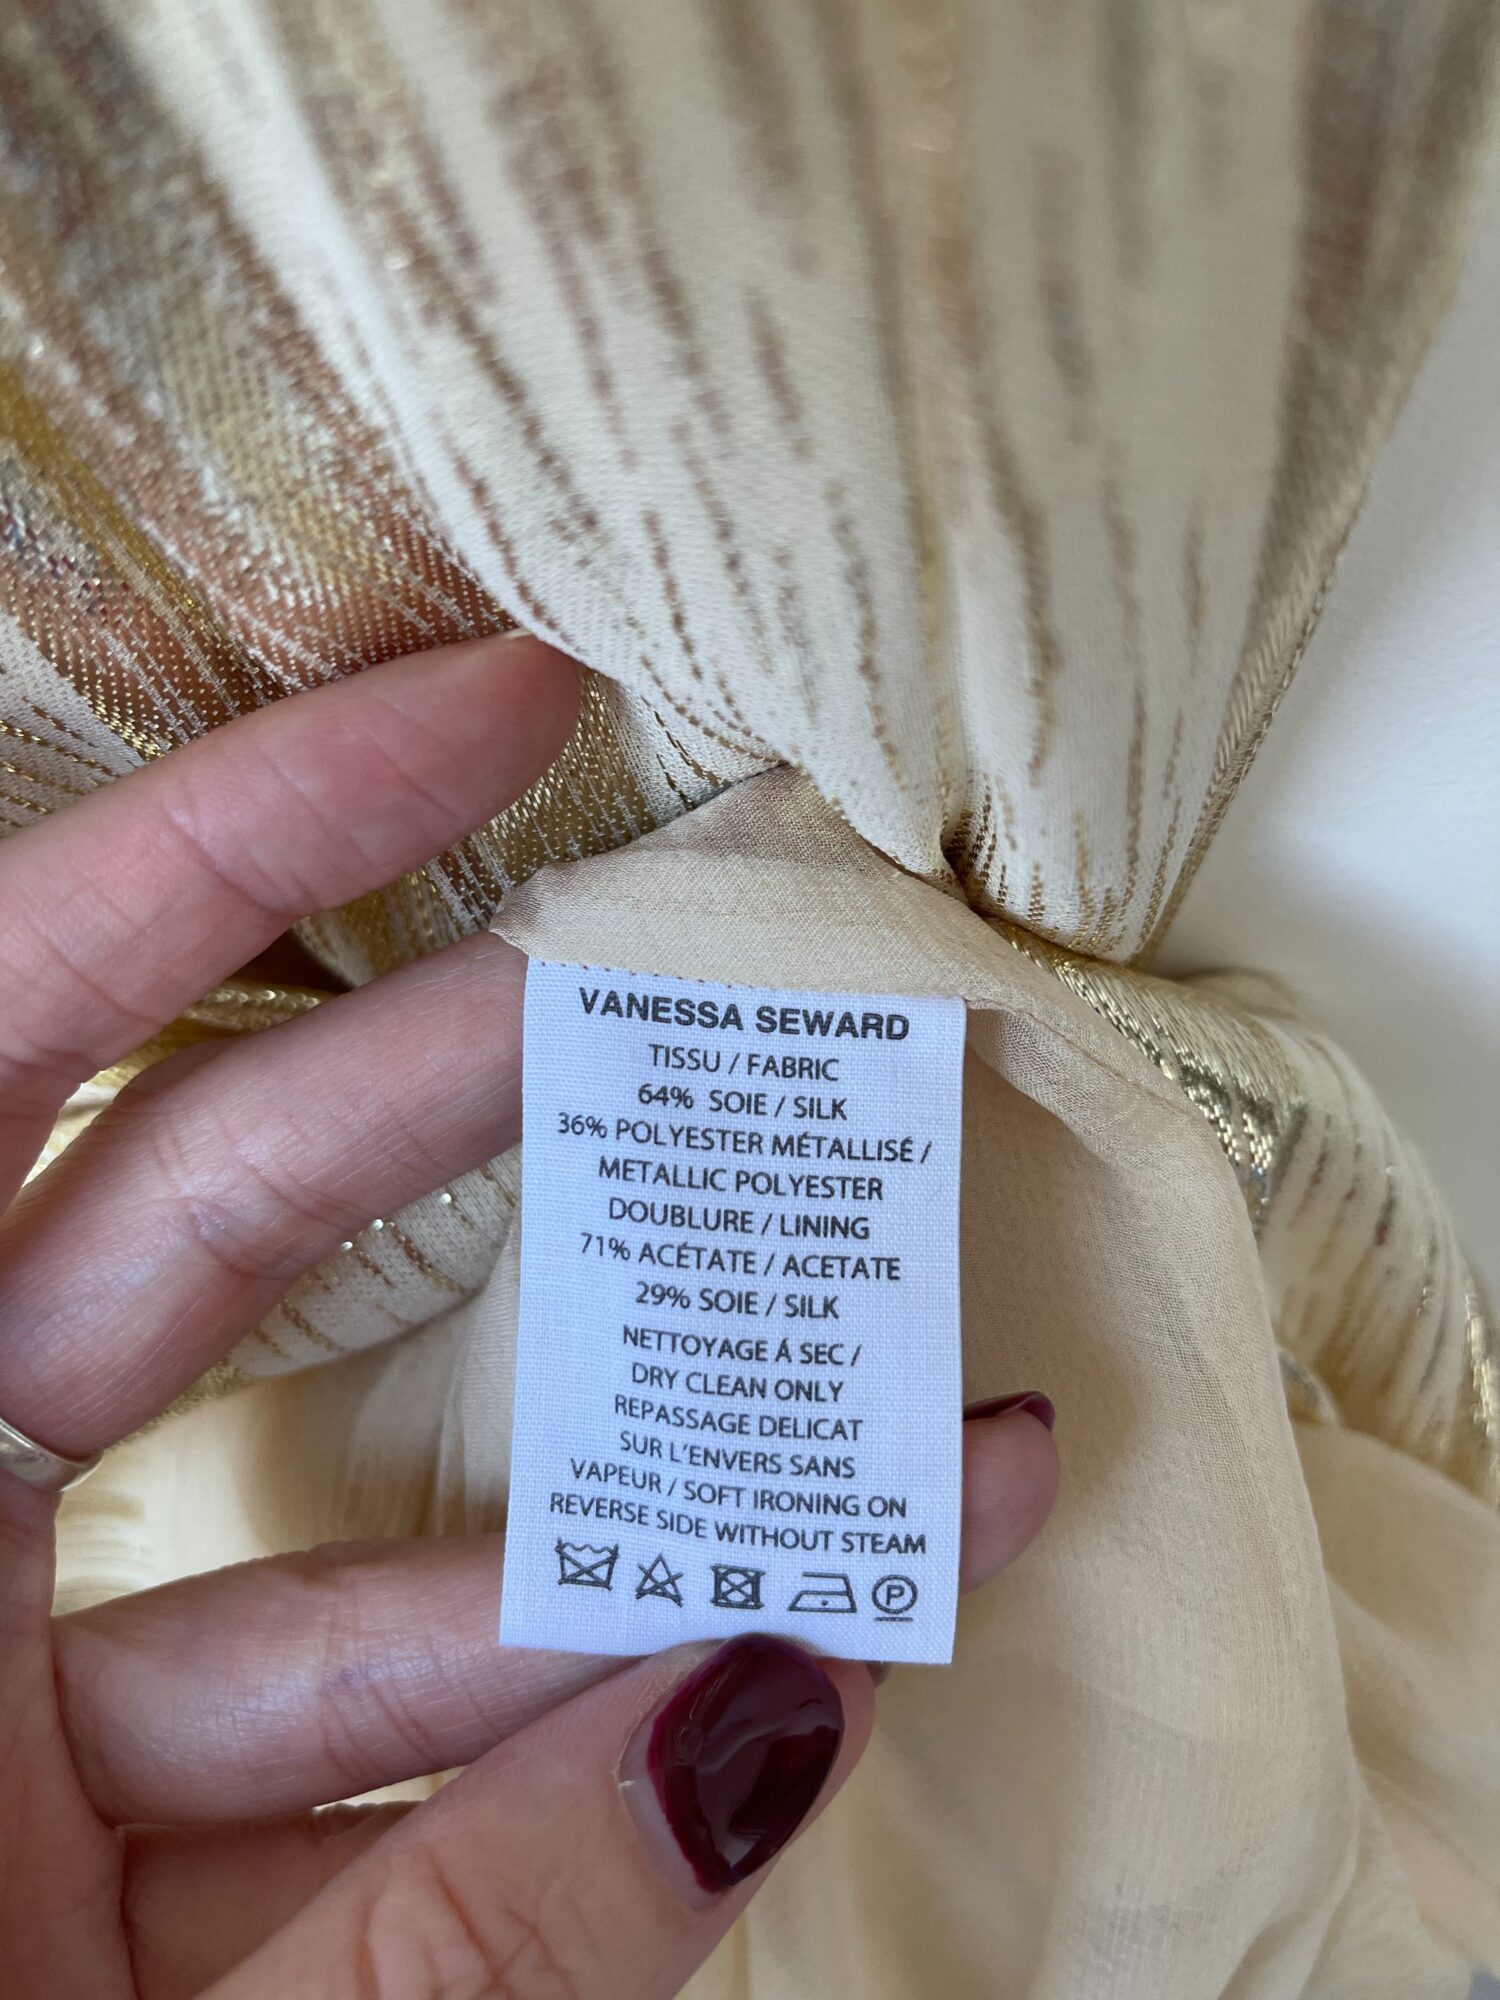 VANESSA SEWARD
TISSU / FABRIC
64% SOIE / SILK
36% POLYESTER MÉTALLISÉ /
METALLIC POLYESTER
DOUBLURE / LINING
71% ACÉTATE / ACETATE
29% SOIE / SILK
NETTOYAGE Á SEC /
DRY CLEAN ONLY
REPASSAGE DELICAT
SUR L'ENVERS SANS
VAPEUR / SOFT IRONING ON
REVERSE SIDE WITHOUT STEAM
P